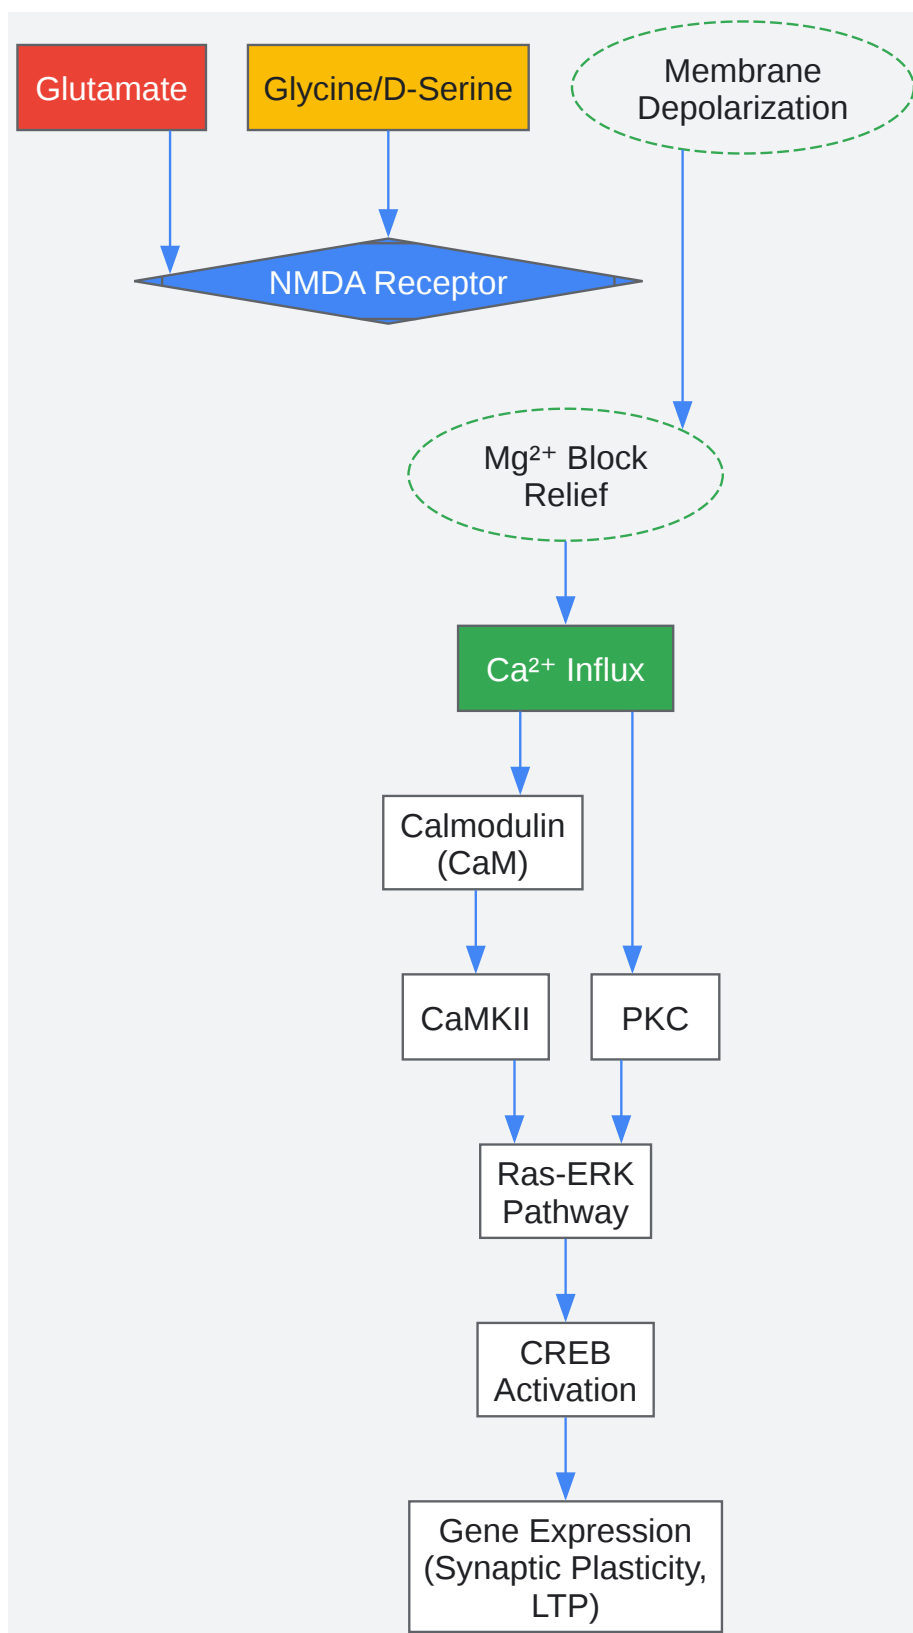 Glutamate
Glycine/D-Serine
Membrane
Depolarization
NMDA Receptor
Mg²⁺ Block
Relief
Ca²⁺ Influx
Calmodulin
(CaM)
CaMKII
PKC
Ras-ERK
Pathway
CREB
Activation
Gene Expression
(Synaptic Plasticity,
LTP)